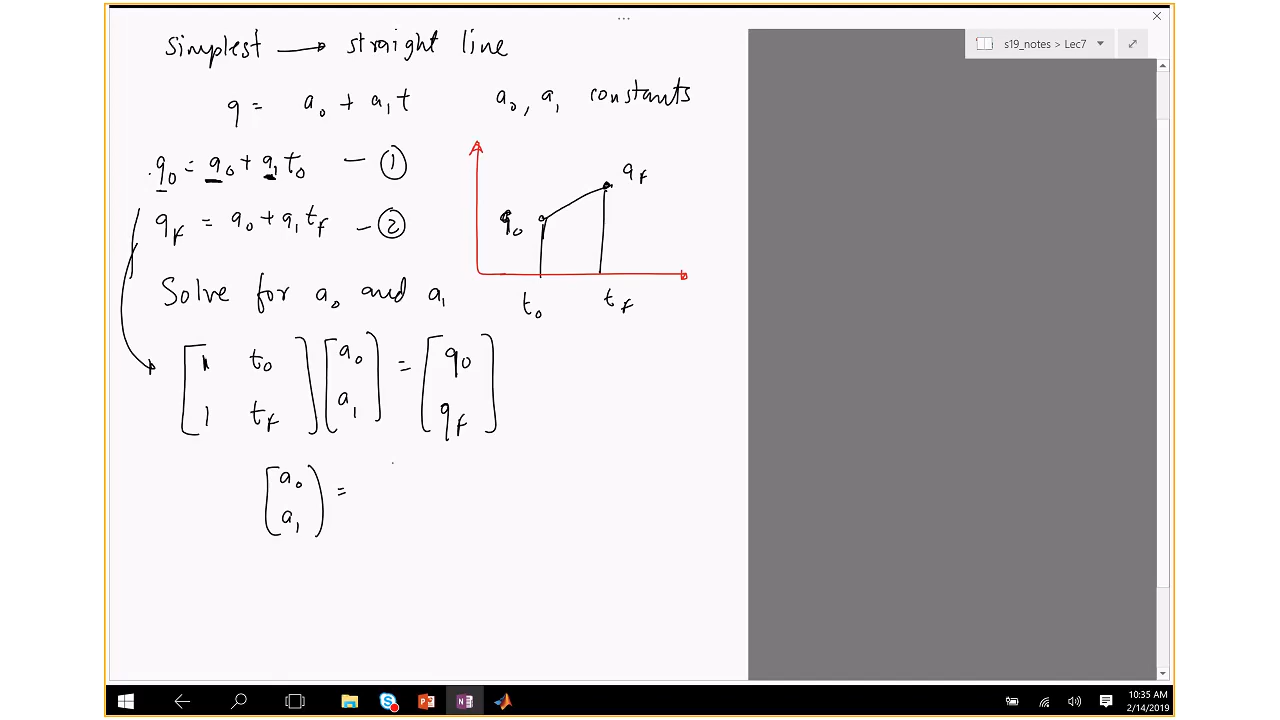 simplest → straight line
q = a₀ + a₁t    a₀, a₁ constants
q₀ = a₀ + a₁t₀ — ①
q_f = a₀ + a₁t_f — ②
q_f
q₀
t₀ t_f
Solve for a₀ and a₁
[1 t₀; 1 t_f] [a₀; a₁] = [q₀; q_f]
[a₀; a₁] =
...
s19_notes > Lec7
10:35 AM
2/14/2019